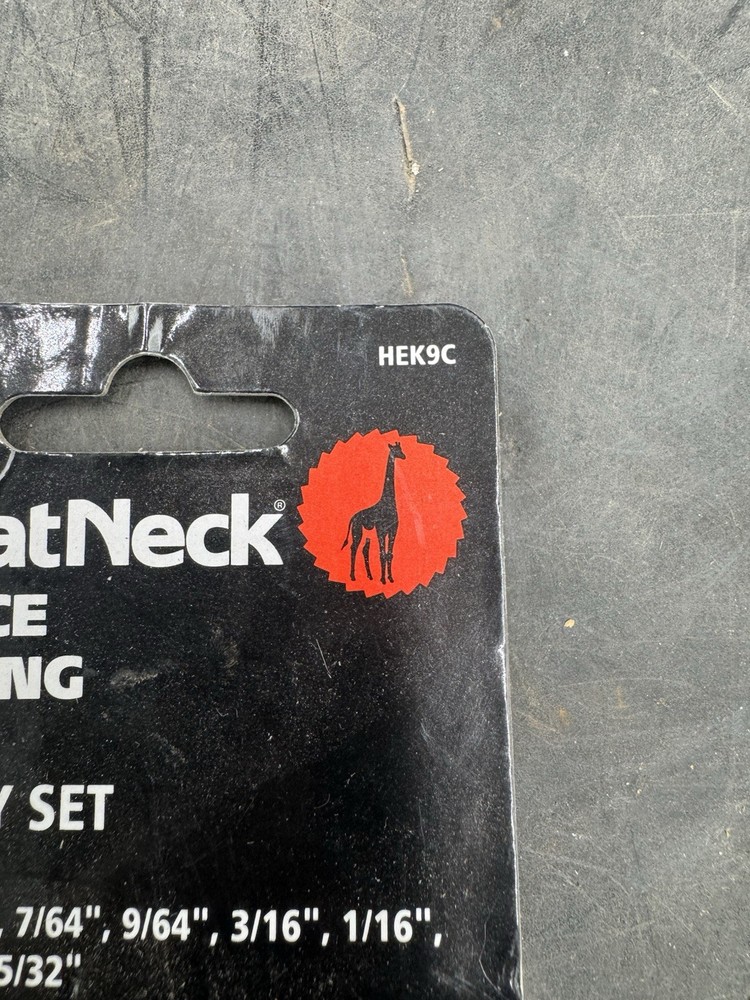 HEK9C
atNeck®
CE
NG
Y SET
, 7/64", 9/64", 3/16", 1/16",
5/32"